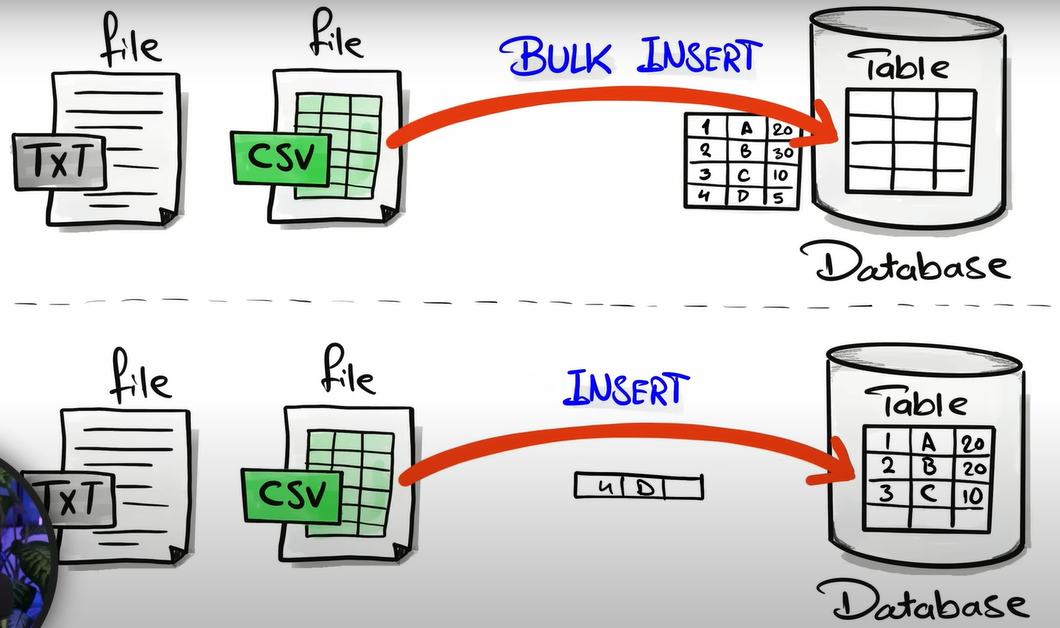 file
file
BULK INSERT
Table
TXT
CSV
1 A 20
2 B 30
3 C 10
4 D 5
Database
file
file
INSERT
Table
TXT
CSV
4 D
1 A 20
2 B 20
3 C 10
Database